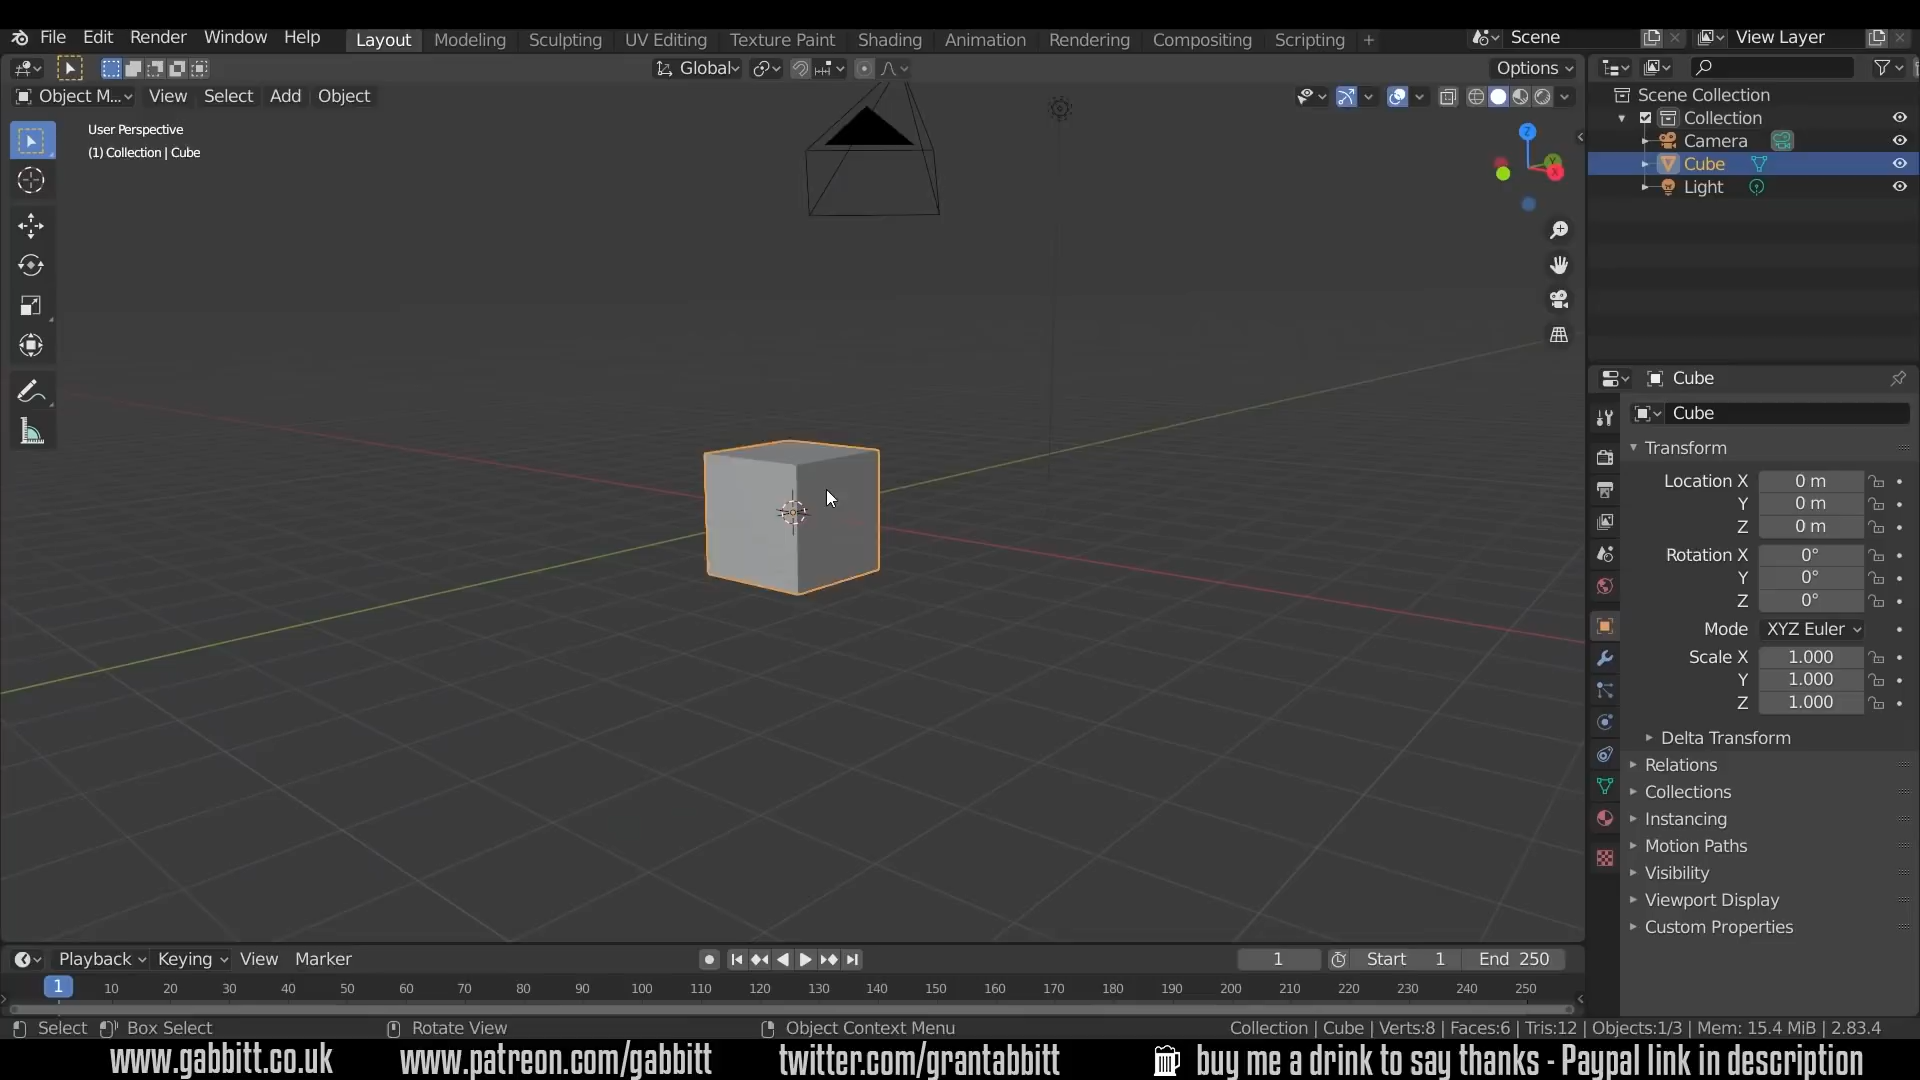 File Edit Render Window Help Layout Modeling Sculpting UV Editing Texture Paint Shading Animation Rendering Compositing Scripting + Scene View Layer
Global Options
Object M... View Select Add Object
User Perspective
(1) Collection | Cube
Z
Y
X
Scene Collection
Collection
Camera
Cube
Light
Cube
Cube
Transform
Location X 0 m
Y 0 m
Z 0 m
Rotation X 0°
Y 0°
Z 0°
Mode XYZ Euler
Scale X 1.000
Y 1.000
Z 1.000
Delta Transform
Relations
Collections
Instancing
Motion Paths
Visibility
Viewport Display
Custom Properties
Playback Keying View Marker 1 Start 1 End 250
1 10 20 30 40 50 60 70 80 90 100 110 120 130 140 150 160 170 180 190 200 210 220 230 240 250
Select Box Select Rotate View Object Context Menu Collection | Cube | Verts:8 | Faces:6 | Tris:12 | Objects:1/3 | Mem: 15.4 MiB | 2.83.4
www.gabbitt.co.uk www.patreon.com/gabbitt twitter.com/grantabbitt buy me a drink to say thanks - Paypal link in description